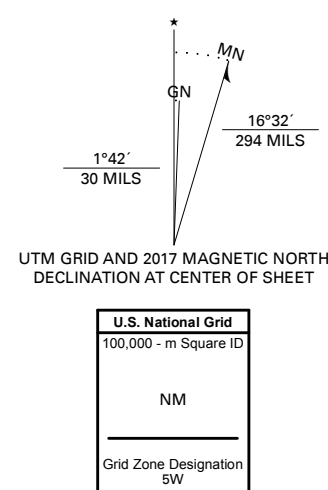 ★
MN
GN
16°32´
294 MILS
1°42´
30 MILS
UTM GRID AND 2017 MAGNETIC NORTH
DECLINATION AT CENTER OF SHEET
U.S. National Grid
100,000 - m Square ID
NM
Grid Zone Designation
5W